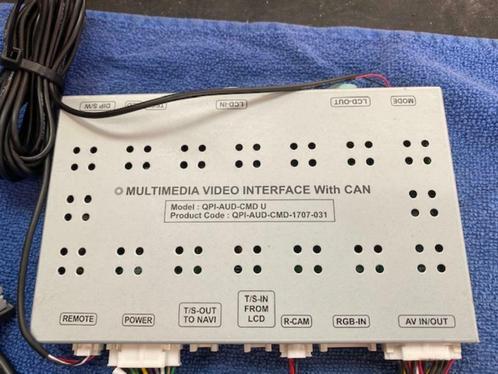 DIP S/W
LCD-IN
LCD-OUT
MODE
MULTIMEDIA VIDEO INTERFACE With CAN
Model : QPI-AUD-CMD U
Product Code : QPI-AUD-CMD-1707-031
REMOTE
POWER
T/S-OUT
TO NAVI
T/S-IN
FROM
LCD
R-CAM
RGB-IN
AV IN/OUT